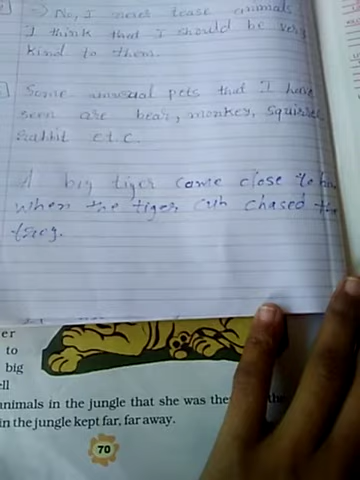 → No, I never tease animals
I think that I should be very
kind to them.
Some unusual pets that I have
seen are bear, monkey, Squirrel
Rabbit etc.
A big tiger came close to
when the tiger cub chased the
frog.
er
to
big
ell
animals in the jungle that she was the
in the jungle kept far, far away.
70